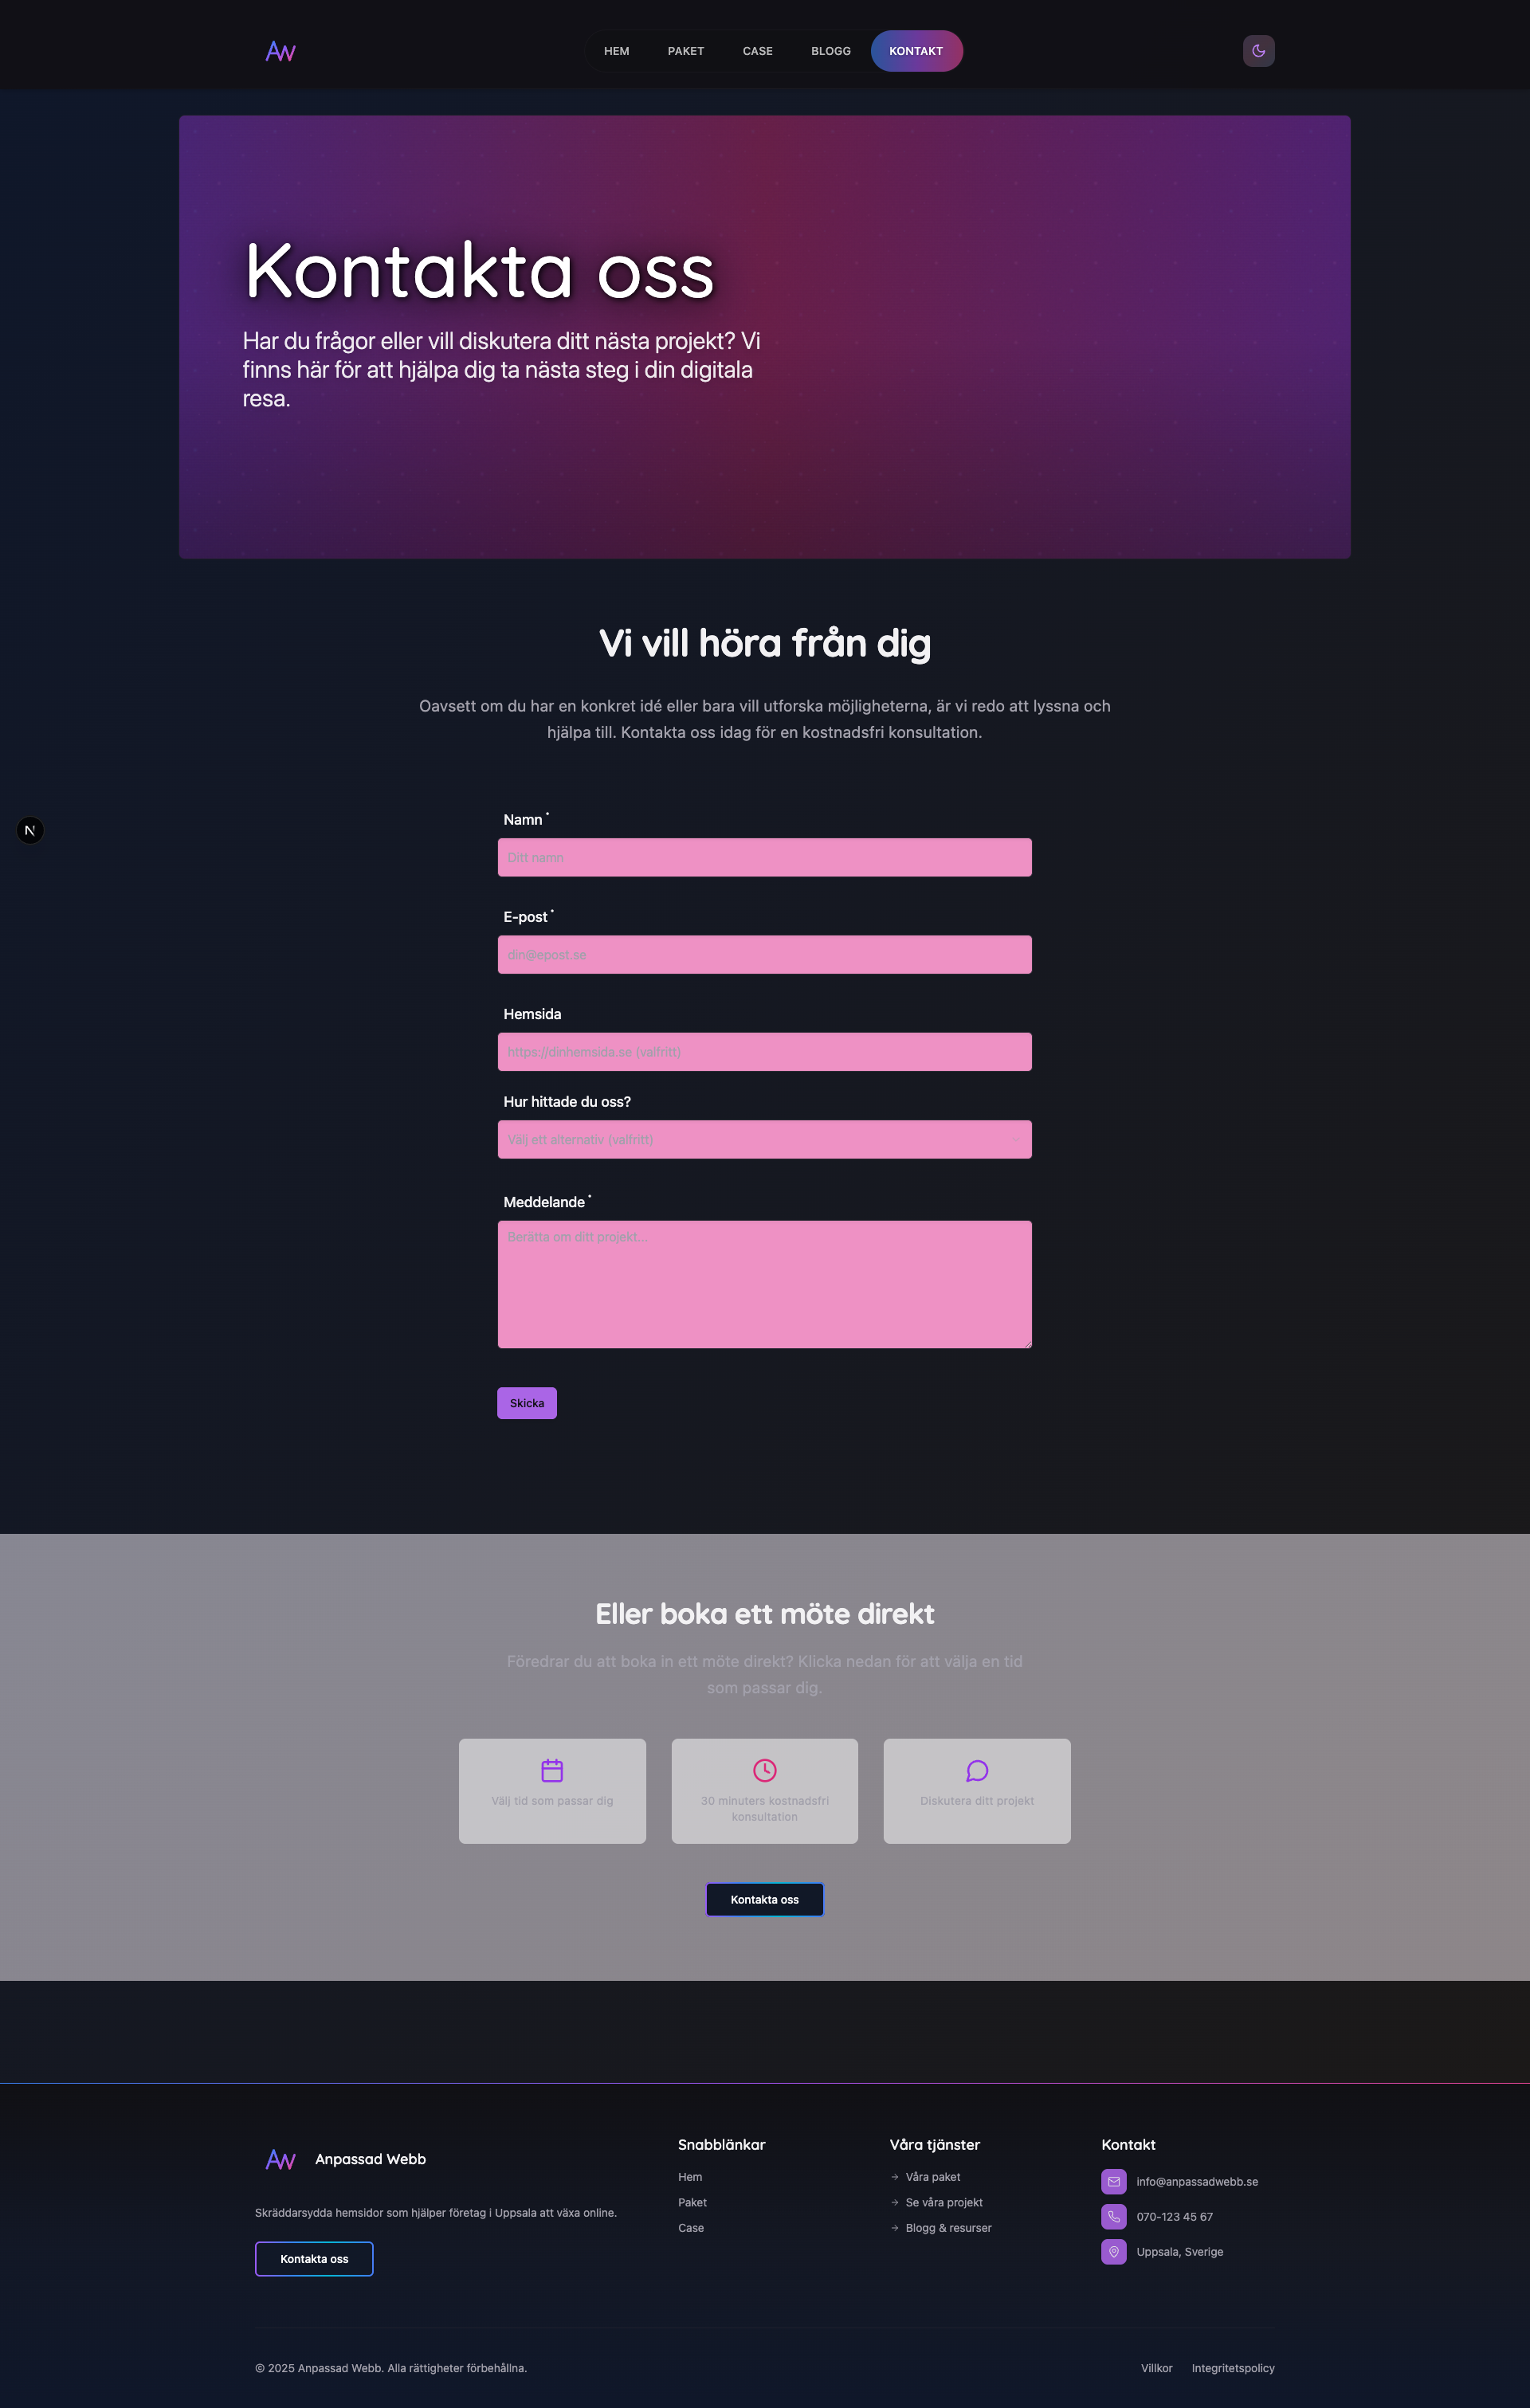 AW
HEM
PAKET
CASE
BLOGG
KONTAKT
Kontakta oss
Har du frågor eller vill diskutera ditt nästa projekt? Vi
finns här för att hjälpa dig ta nästa steg i din digitala
resa.
Vi vill höra från dig
Oavsett om du har en konkret idé eller bara vill utforska möjligheterna, är vi redo att lyssna och
hjälpa till. Kontakta oss idag för en kostnadsfri konsultation.
N
Namn *
Ditt namn
E-post *
din@epost.se
Hemsida
https://dinhemsida.se (valfritt)
Hur hittade du oss?
Välj ett alternativ (valfritt)
Meddelande *
Berätta om ditt projekt...
Skicka
Eller boka ett möte direkt
Föredrar du att boka in ett möte direkt? Klicka nedan för att välja en tid
som passar dig.
Välj tid som passar dig
30 minuters kostnadsfri
konsultation
Diskutera ditt projekt
Kontakta oss
AW
Anpassad Webb
Skräddarsydda hemsidor som hjälper företag i Uppsala att växa online.
Kontakta oss
Snabblänkar
Hem
Paket
Case
Våra tjänster
Våra paket
Se våra projekt
Blogg & resurser
Kontakt
info@anpassadwebb.se
070-123 45 67
Uppsala, Sverige
© 2025 Anpassad Webb. Alla rättigheter förbehållna.
Villkor
Integritetspolicy